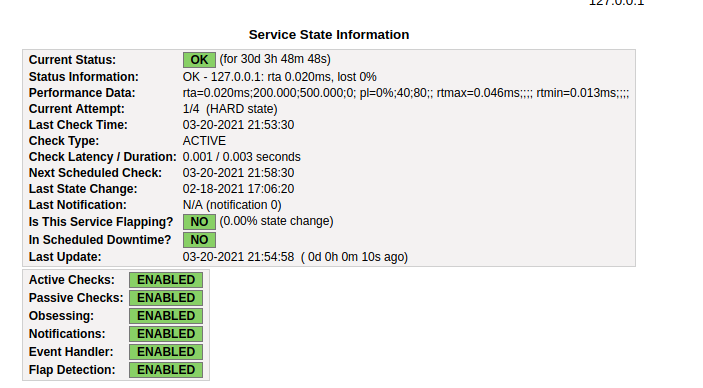 127.0.0.1
Service State Information
Current Status: OK (for 30d 3h 48m 48s)
Status Information: OK - 127.0.0.1: rta 0.020ms, lost 0%
Performance Data: rta=0.020ms;200.000;500.000;0; pl=0%;40;80;; rtmax=0.046ms;;;; rtmin=0.013ms;;;;
Current Attempt: 1/4 (HARD state)
Last Check Time: 03-20-2021 21:53:30
Check Type: ACTIVE
Check Latency / Duration: 0.001 / 0.003 seconds
Next Scheduled Check: 03-20-2021 21:58:30
Last State Change: 02-18-2021 17:06:20
Last Notification: N/A (notification 0)
Is This Service Flapping? NO (0.00% state change)
In Scheduled Downtime? NO
Last Update: 03-20-2021 21:54:58 ( 0d 0h 0m 10s ago)
Active Checks: ENABLED
Passive Checks: ENABLED
Obsessing: ENABLED
Notifications: ENABLED
Event Handler: ENABLED
Flap Detection: ENABLED